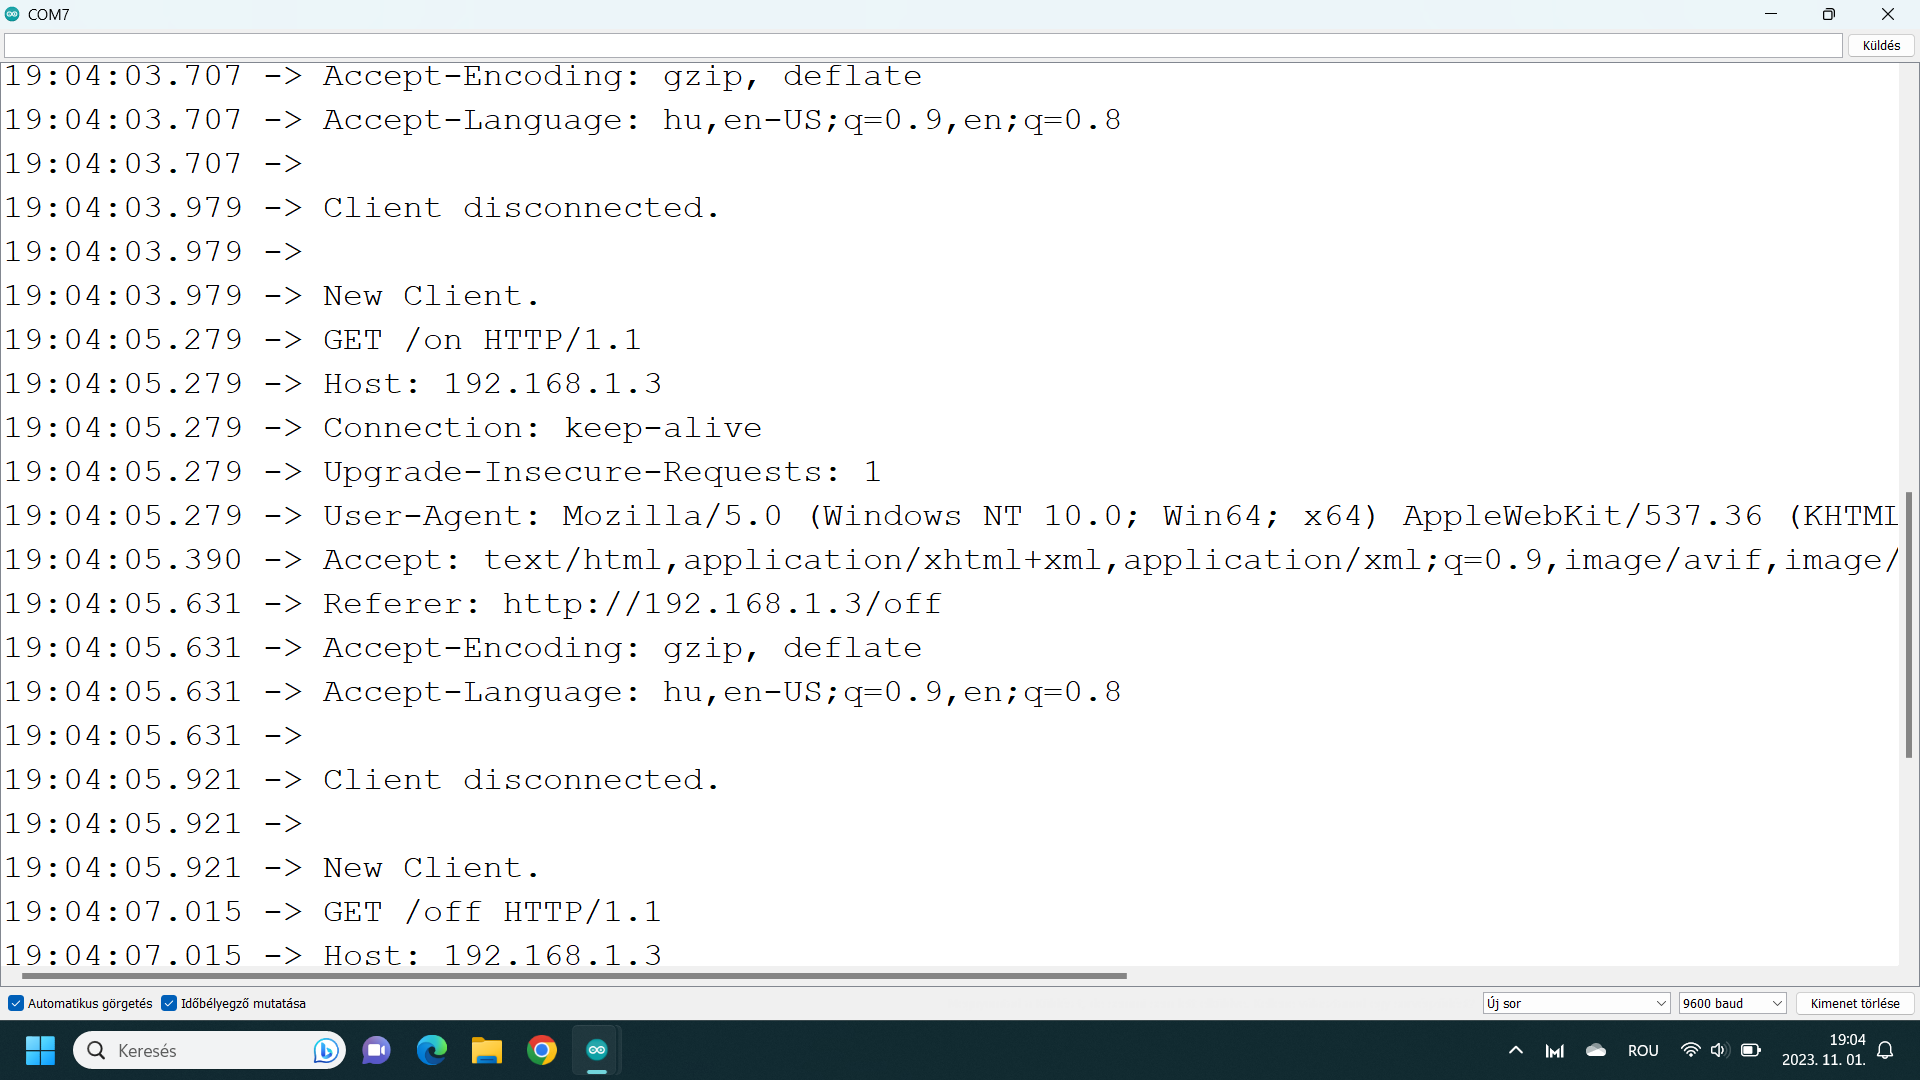 COM7
Küldés
19:04:03.707 -> Accept-Encoding: gzip, deflate
19:04:03.707 -> Accept-Language: hu,en-US;q=0.9,en;q=0.8
19:04:03.707 ->
19:04:03.979 -> Client disconnected.
19:04:03.979 ->
19:04:03.979 -> New Client.
19:04:05.279 -> GET /on HTTP/1.1
19:04:05.279 -> Host: 192.168.1.3
19:04:05.279 -> Connection: keep-alive
19:04:05.279 -> Upgrade-Insecure-Requests: 1
19:04:05.279 -> User-Agent: Mozilla/5.0 (Windows NT 10.0; Win64; x64) AppleWebKit/537.36 (KHTML
19:04:05.390 -> Accept: text/html,application/xhtml+xml,application/xml;q=0.9,image/avif,image/
19:04:05.631 -> Referer: http://192.168.1.3/off
19:04:05.631 -> Accept-Encoding: gzip, deflate
19:04:05.631 -> Accept-Language: hu,en-US;q=0.9,en;q=0.8
19:04:05.631 ->
19:04:05.921 -> Client disconnected.
19:04:05.921 ->
19:04:05.921 -> New Client.
19:04:07.015 -> GET /off HTTP/1.1
19:04:07.015 -> Host: 192.168.1.3
Automatikus görgetés Időbélyegző mutatása Új sor 9600 baud Kimenet törlése
Keresés ROU 19:04
2023. 11. 01.